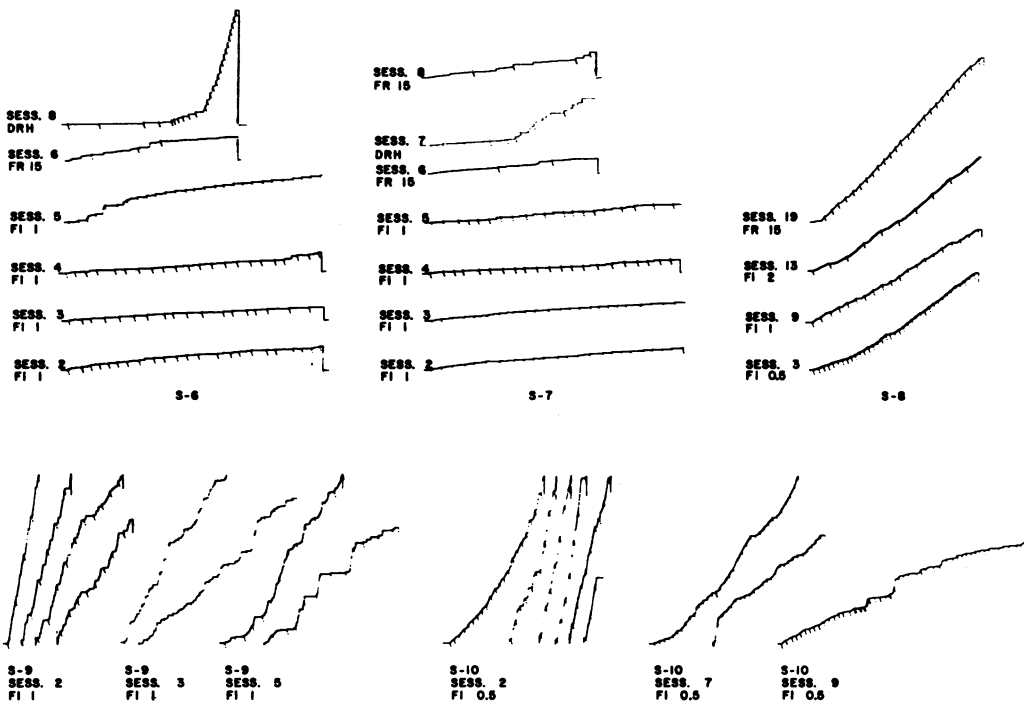 SESS. 8
DRH
SESS. 6
FR 15
SESS. 5
FI 1
SESS. 4
FI 1
SESS. 3
FI 1
SESS. 2
FI 1
S-6
SESS. 8
FR 15
SESS. 7
DRH
SESS. 6
FR 15
SESS. 5
FI 1
SESS. 4
FI 1
SESS. 3
FI 1
SESS. 2
FI 1
S-7
SESS. 19
FR 15
SESS. 13
FI 2
SESS. 9
FI 1
SESS. 3
FI 0.5
S-8
S-9
SESS. 2
FI 1
S-9
SESS. 3
FI 1
S-9
SESS. 5
FI 1
S-10
SESS. 2
FI 0.5
S-10
SESS. 7
FI 0.5
S-10
SESS. 9
FI 0.5